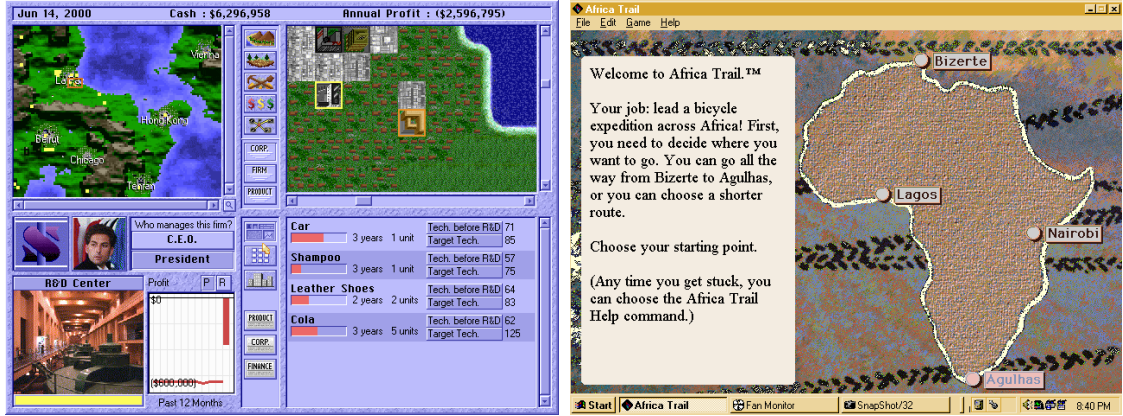 Jun 14, 2000 Cash : $6,296,958 Annual Profit : ($2,596,795)
Vienna
La Paz
Hong Kong
Beirut
Chicago
Tehran
CORP.
FIRM
PRODUCT
Who manages this firm?
C.E.O.
President
R&D Center
Profit P R
$0
($800,000)
Past 12 Months
PRODUCT
CORP.
FINANCE
Car
3 years 1 unit
Tech. before R&D 71
Target Tech. 85
Shampoo
3 years 1 unit
Tech. before R&D 57
Target Tech. 75
Leather Shoes
2 years 2 units
Tech. before R&D 64
Target Tech. 83
Cola
3 years 5 units
Tech. before R&D 62
Target Tech. 125
Africa Trail
File Edit Game Help
Welcome to Africa Trail.™
Your job: lead a bicycle
expedition across Africa! First,
you need to decide where you
want to go. You can go all the
way from Bizerte to Agulhas,
or you can choose a shorter
route.
Choose your starting point.
(Any time you get stuck, you
can choose the Africa Trail
Help command.)
Bizerte
Lagos
Nairobi
Agulhas
Start Africa Trail Fan Monitor SnapShot/32 8:40 PM